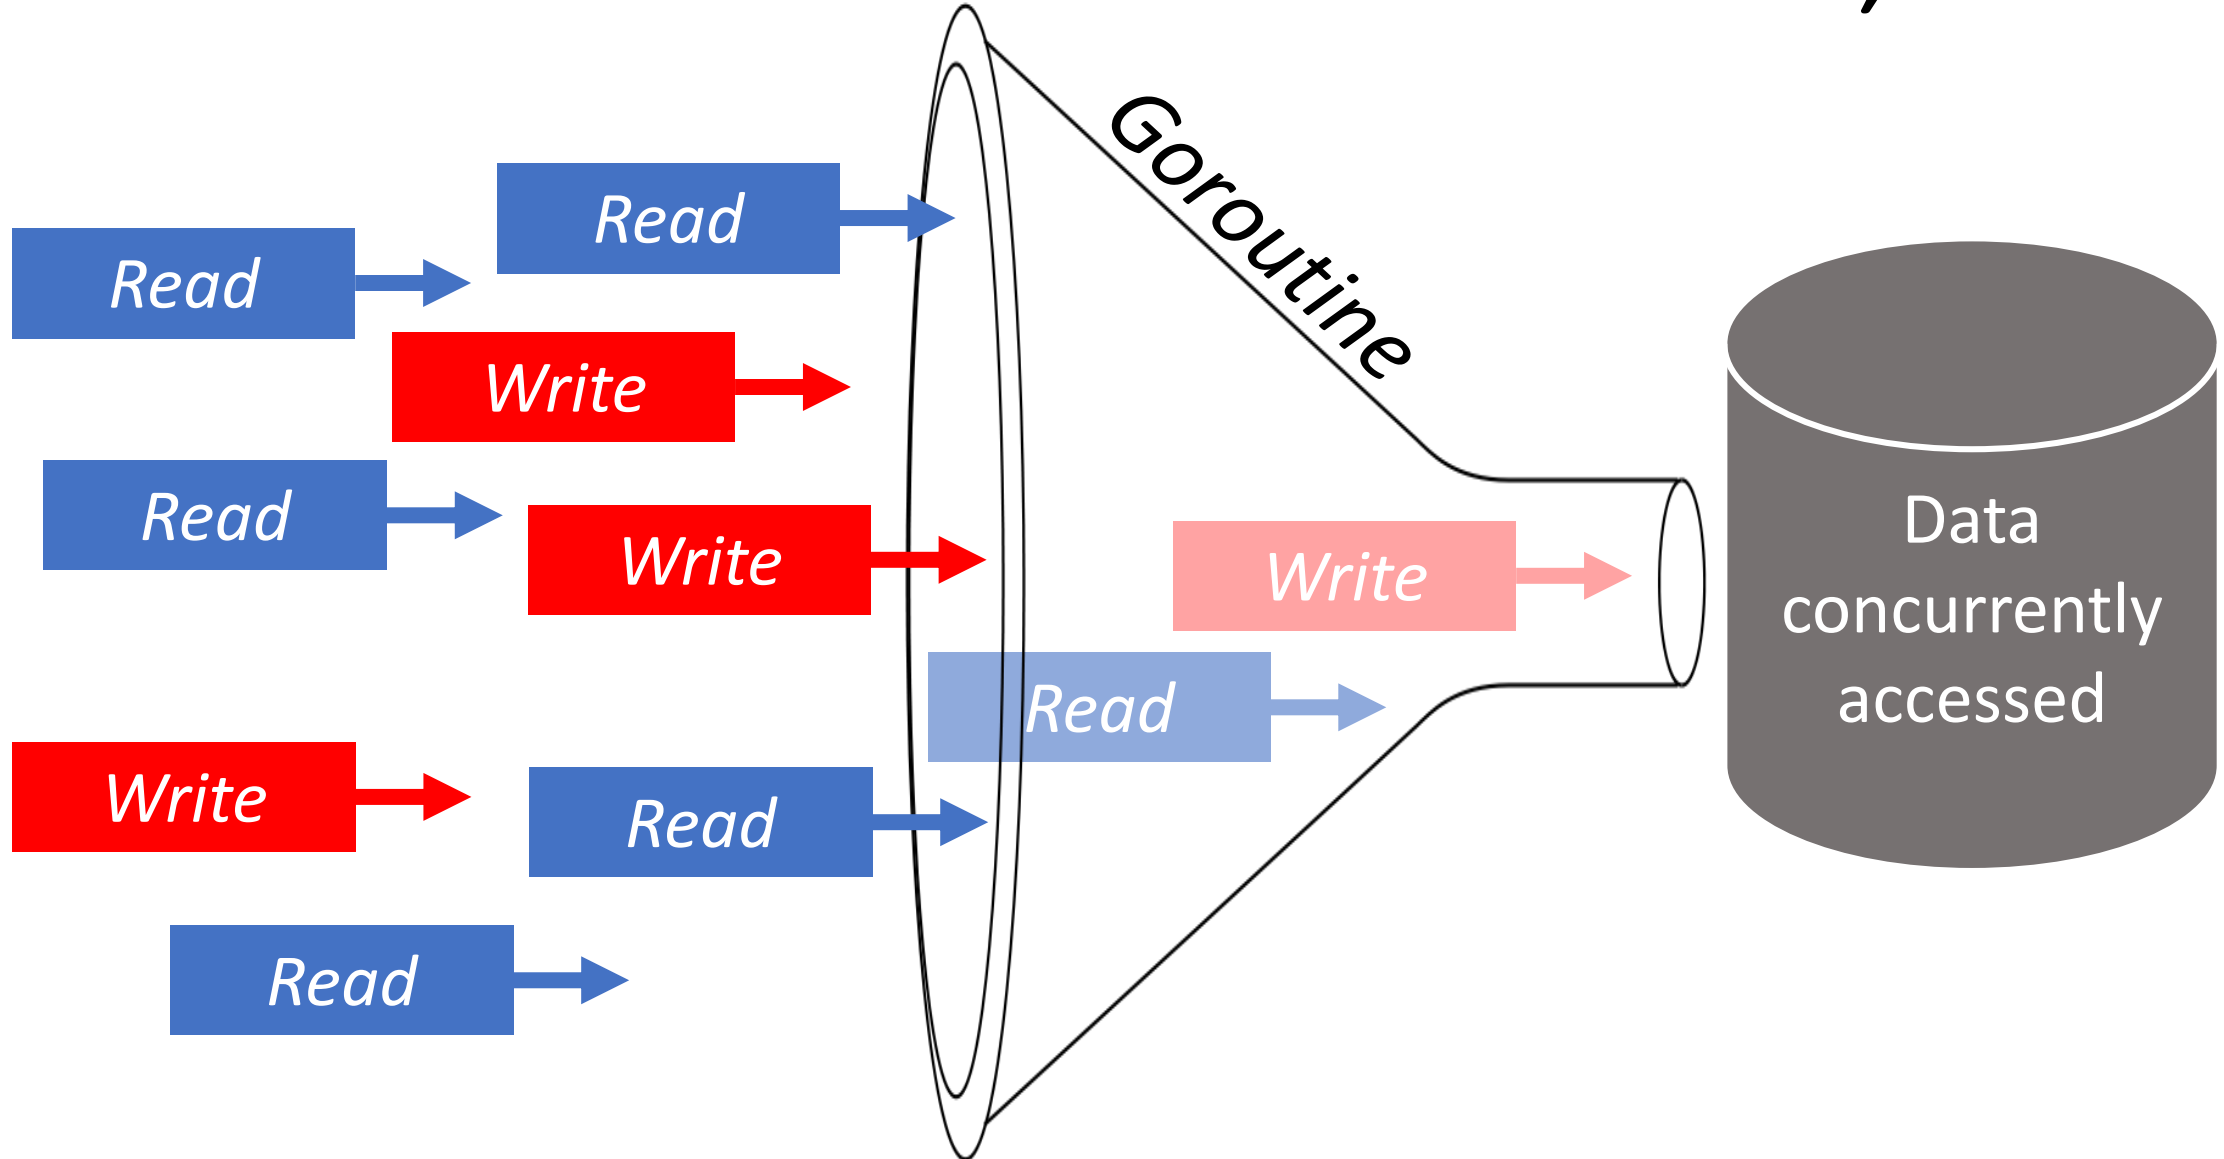 Goroutine
Read
Read
Write
Read
Write
Write
Read
Write
Read
Read
Data
concurrently
accessed